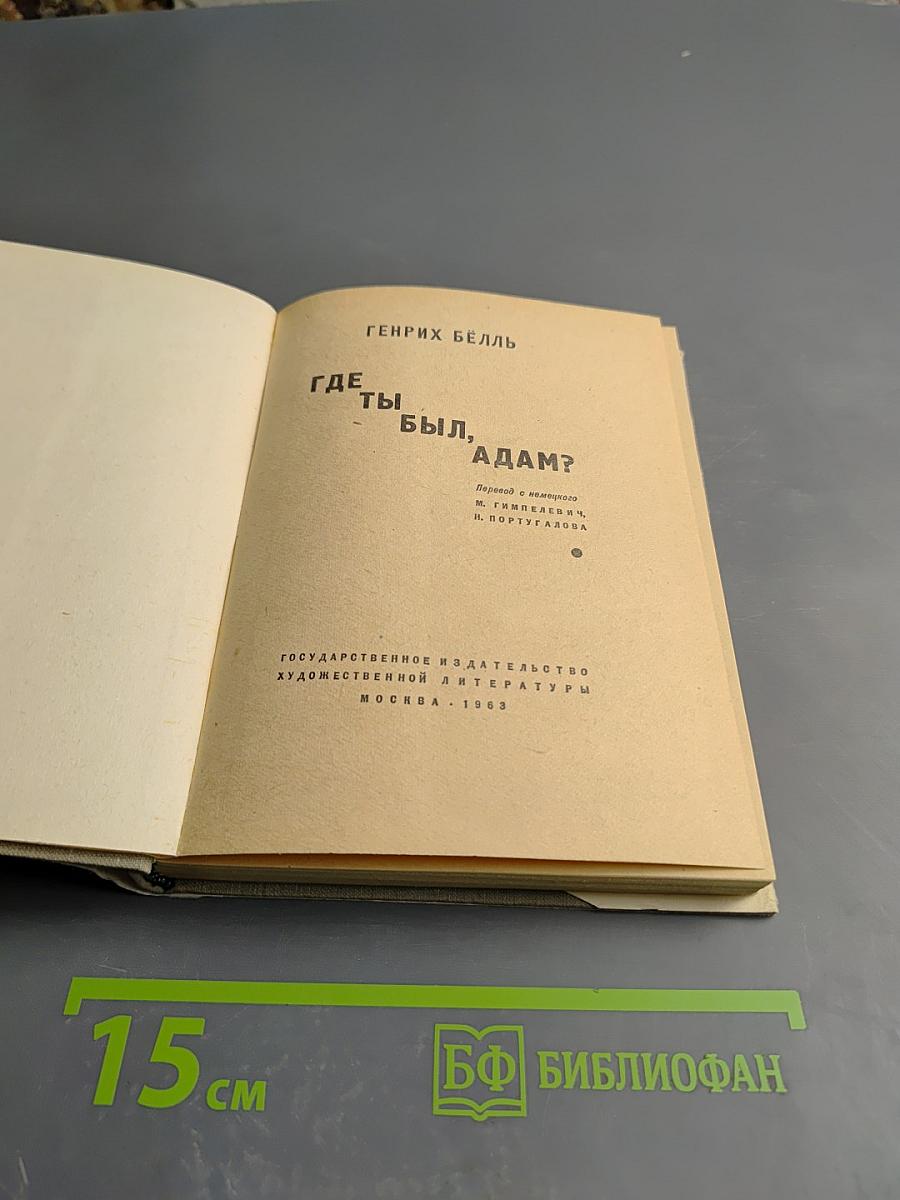 ГЕНРИХ БЁЛЛЬ
ГДЕ
ТЫ
БЫЛ,
АДАМ?
Перевод с немецкого
М. ГИМПЕЛЕВИЧ,
Н. ПОРТУГАЛОВА
ГОСУДАРСТВЕННОЕ ИЗДАТЕЛЬСТВО
ХУДОЖЕСТВЕННОЙ ЛИТЕРАТУРЫ
МОСКВА · 1963
15 см
БФ БИБЛИОФАН